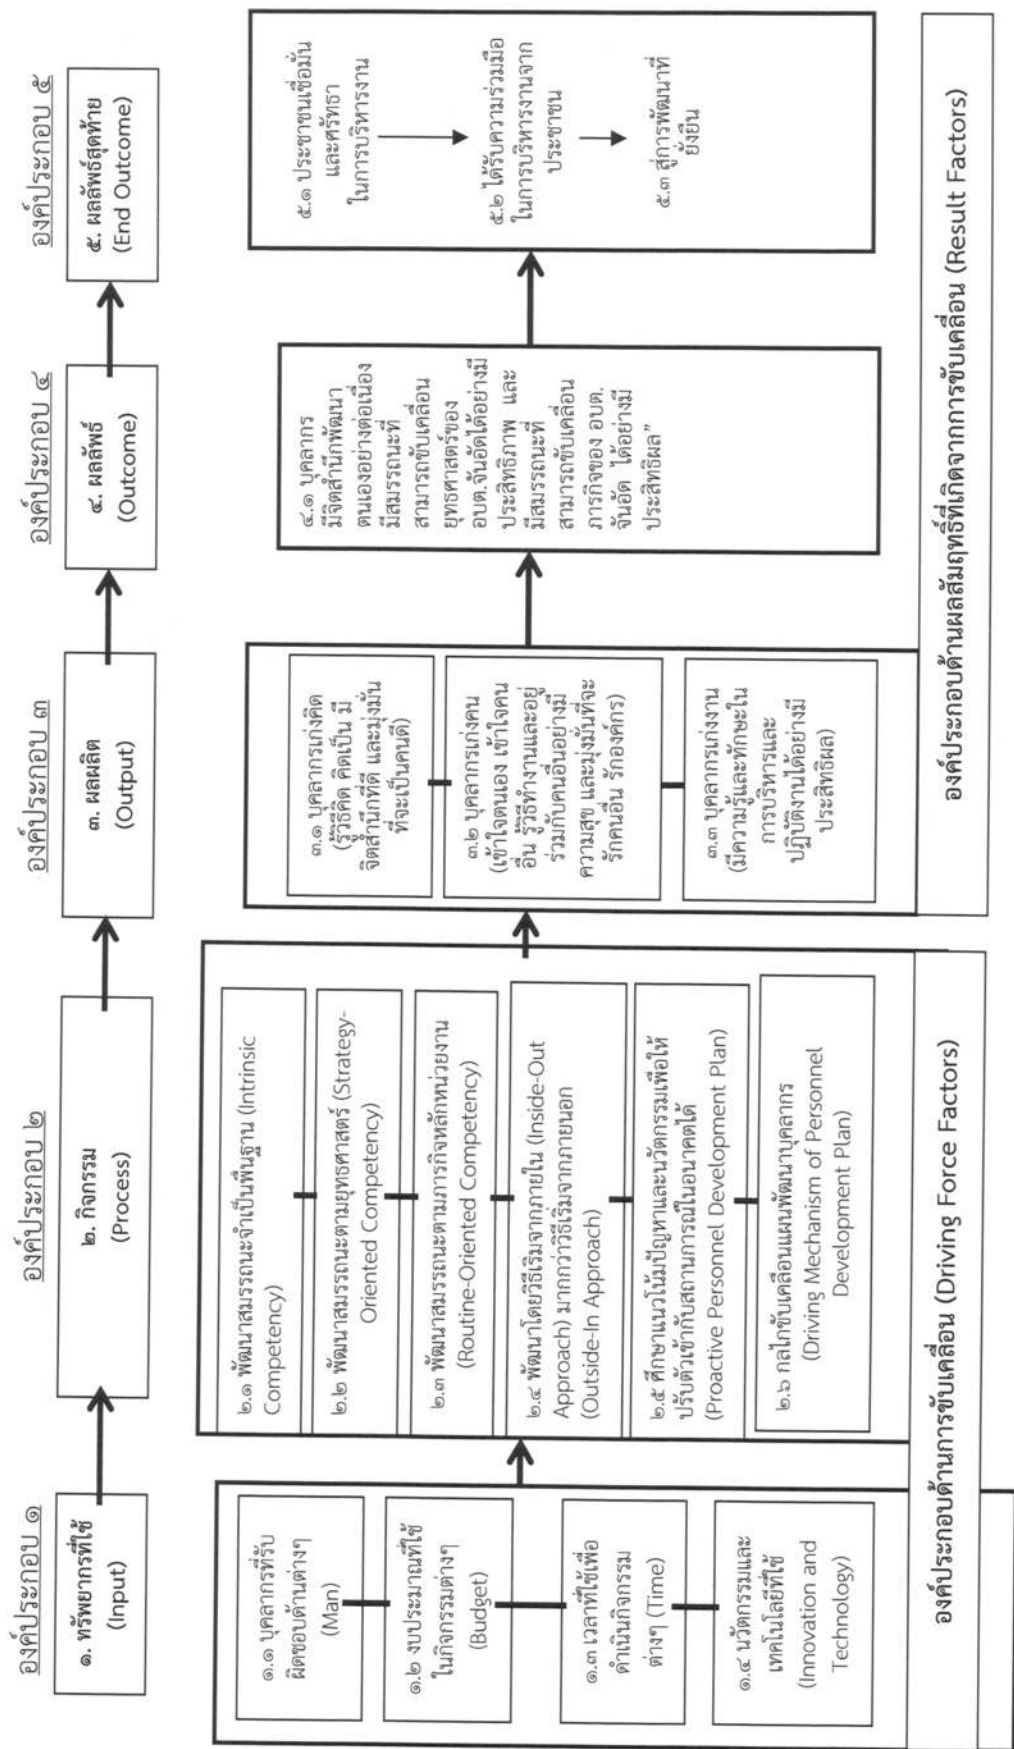 องค์ประกอบ ๑
๑. ทรัพยากรที่ใช้
(Input)
๑.๑ บุคลากรที่รับ
ผิดชอบด้านต่างๆ
(Man)
๑.๒ งบประมาณที่ใช้
ในกิจกรรมต่างๆ
(Budget)
๑.๓ เวลาที่ใช้เพื่อ
ดำเนินกิจกรรม
ต่างๆ (Time)
๑.๔ นวัตกรรมและ
เทคโนโลยีที่ใช้
(Innovation and
Technology)
องค์ประกอบ ๒
๒. กิจกรรม
(Process)
๒.๑ พัฒนาสมรรถนะจำเป็นพื้นฐาน (Intrinsic
Competency)
๒.๒ พัฒนาสมรรถนะตามยุทธศาสตร์ (Strategy-
Oriented Competency)
๒.๓ พัฒนาสมรรถนะตามภารกิจหลักหน่วยงาน
(Routine-Oriented Competency)
๒.๔ พัฒนาโดยวิธีเริ่มจากภายใน (Inside-Out
Approach) มากกว่าวิธีเริ่มจากภายนอก
(Outside-In Approach)
๒.๕ ศึกษาแนวโน้มปัญหาและนวัตกรรมเพื่อให้
ปรับตัวเข้ากับสถานการณ์ในอนาคตได้
(Proactive Personnel Development Plan)
๒.๖ กลไกขับเคลื่อนแผนพัฒนาบุคลากร
(Driving Mechanism of Personnel
Development Plan)
องค์ประกอบด้านการขับเคลื่อน (Driving Force Factors)
องค์ประกอบ ๓
๓. ผลผลิต
(Output)
๓.๑ บุคลากรเก่งคิด
(รู้วิธีคิด คิดเป็น มี
จิตสำนึกที่ดี และมุ่งมั่น
ที่จะเป็นคนดี)
๓.๒ บุคลากรเก่งคน
(เข้าใจตนเอง เข้าใจคน
อื่น รู้วิธีทำงานและอยู่
ร่วมกับคนอื่นอย่างมี
ความสุข และมุ่งมั่นที่จะ
รักคนอื่น รักองค์กร)
๓.๓ บุคลากรเก่งงาน
(มีความรู้และทักษะใน
การบริหารและ
ปฏิบัติงานได้อย่างมี
ประสิทธิผล)
องค์ประกอบ ๔
๔. ผลลัพธ์
(Outcome)
๔.๑ บุคลากร
มีจิตสำนึกพัฒนา
ตนเองอย่างต่อเนื่อง
มีสมรรถนะที่
สามารถขับเคลื่อน
ยุทธศาสตร์ของ
อบต.จันอัดได้อย่างมี
ประสิทธิภาพ และ
มีสมรรถนะที่
สามารถขับเคลื่อน
ภารกิจของ อบต.
จันอัด ได้อย่างมี
ประสิทธิผล”
องค์ประกอบ ๕
๕. ผลลัพธ์สุดท้าย
(End Outcome)
๕.๑ ประชาชนเชื่อมั่น
และศรัทธา
ในการบริหารงาน
๕.๒ ได้รับความร่วมมือ
ในการบริหารงานจาก
ประชาชน
๕.๓ สู่การพัฒนาที่
ยั่งยืน
องค์ประกอบด้านผลสัมฤทธิ์ที่เกิดจากการขับเคลื่อน (Result Factors)